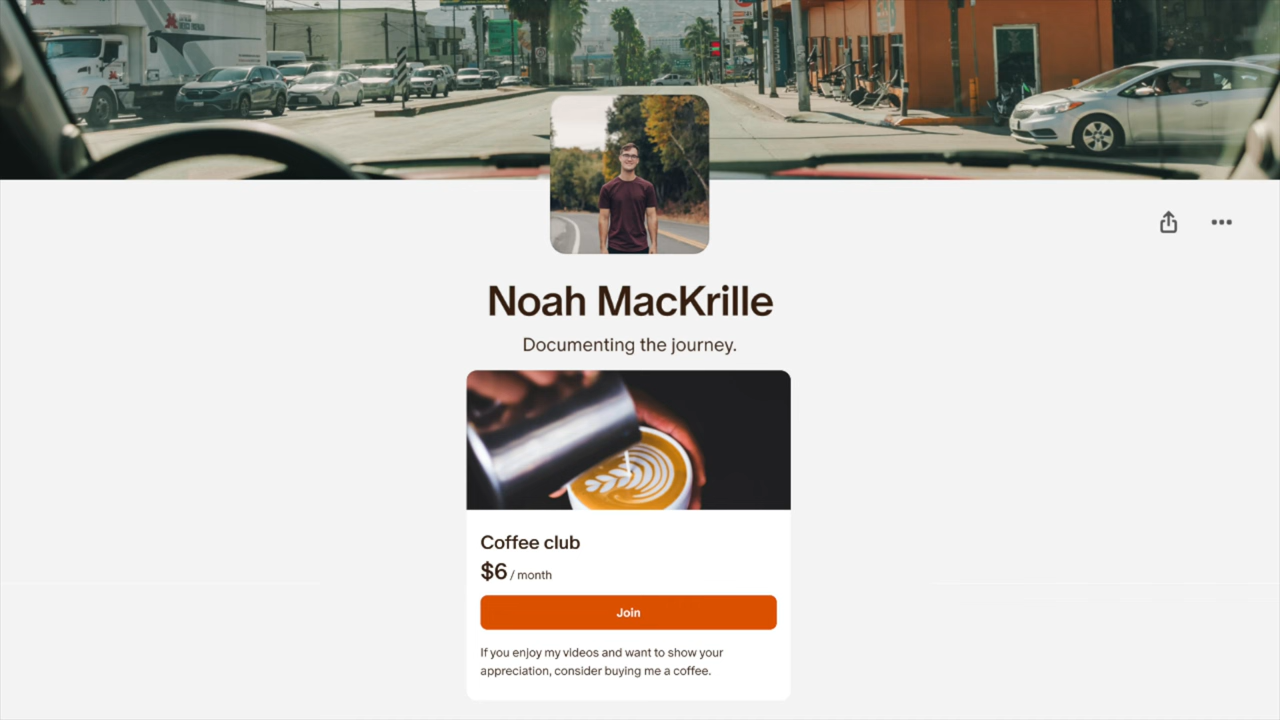 Noah MacKrille
Documenting the journey.
Coffee club
$6 / month
Join
If you enjoy my videos and want to show your
appreciation, consider buying me a coffee.